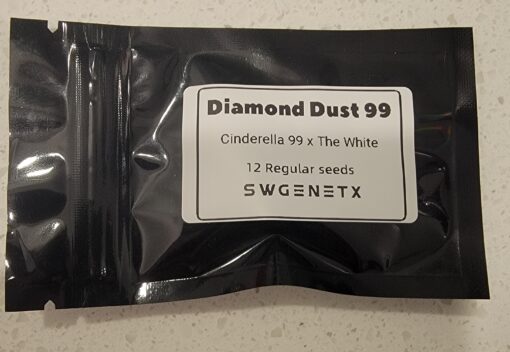 Diamond Dust 99
Cinderella 99 x The White
12 Regular seeds
SWGENETX